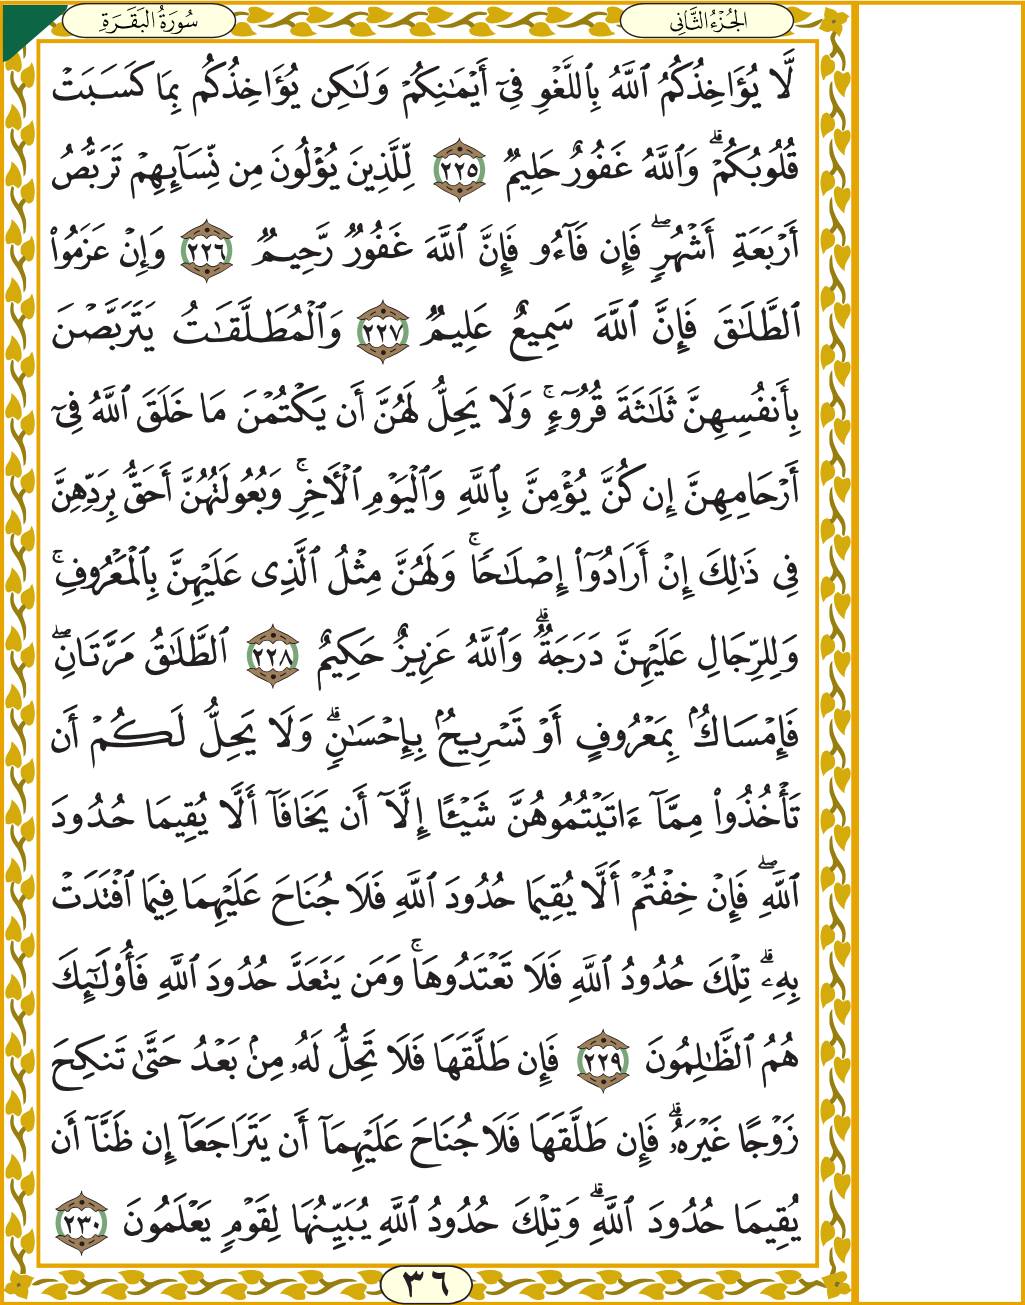 سُورَةُ البَقَرَةِ
الجُزْءُ الثَّانِي
لَّا يُؤَاخِذُكُمُ ٱللَّهُ بِٱللَّغْوِ فِىٓ أَيْمَـٰنِكُمْ وَلَـٰكِن يُؤَاخِذُكُم بِمَا كَسَبَتْ
قُلُوبُكُمْ ۗ وَٱللَّهُ غَفُورٌ حَلِيمٌ ٢٢٥ لِّلَّذِينَ يُؤْلُونَ مِن نِّسَآئِهِمْ تَرَبُّصُ
أَرْبَعَةِ أَشْهُرٍ ۖ فَإِن فَآءُو فَإِنَّ ٱللَّهَ غَفُورٌ رَّحِيمٌ ٢٢٦ وَإِنْ عَزَمُوا۟
ٱلطَّلَـٰقَ فَإِنَّ ٱللَّهَ سَمِيعٌ عَلِيمٌ ٢٢٧ وَٱلْمُطَلَّقَـٰتُ يَتَرَبَّصْنَ
بِأَنفُسِهِنَّ ثَلَـٰثَةَ قُرُوٓءٍ ۚ وَلَا يَحِلُّ لَهُنَّ أَن يَكْتُمْنَ مَا خَلَقَ ٱللَّهُ فِىٓ
أَرْحَامِهِنَّ إِن كُنَّ يُؤْمِنَّ بِٱللَّهِ وَٱلْيَوْمِ ٱلْـَٔاخِرِ ۚ وَبُعُولَتُهُنَّ أَحَقُّ بِرَدِّهِنَّ
فِى ذَٰلِكَ إِنْ أَرَادُوٓا۟ إِصْلَـٰحًا ۚ وَلَهُنَّ مِثْلُ ٱلَّذِى عَلَيْهِنَّ بِٱلْمَعْرُوفِ ۚ
وَلِلرِّجَالِ عَلَيْهِنَّ دَرَجَةٌ ۗ وَٱللَّهُ عَزِيزٌ حَكِيمٌ ٢٢٨ ٱلطَّلَـٰقُ مَرَّتَانِ ۖ
فَإِمْسَاكٌۢ بِمَعْرُوفٍ أَوْ تَسْرِيحٌۢ بِإِحْسَـٰنٍ ۗ وَلَا يَحِلُّ لَكُمْ أَن
تَأْخُذُوا۟ مِمَّآ ءَاتَيْتُمُوهُنَّ شَيْـًٔا إِلَّآ أَن يَخَافَآ أَلَّا يُقِيمَا حُدُودَ
ٱللَّهِ ۖ فَإِنْ خِفْتُمْ أَلَّا يُقِيمَا حُدُودَ ٱللَّهِ فَلَا جُنَاحَ عَلَيْهِمَا فِيمَا ٱفْتَدَتْ
بِهِۦ ۗ تِلْكَ حُدُودُ ٱللَّهِ فَلَا تَعْتَدُوهَا ۚ وَمَن يَتَعَدَّ حُدُودَ ٱللَّهِ فَأُو۟لَـٰٓئِكَ
هُمُ ٱلظَّـٰلِمُونَ ٢٢٩ فَإِن طَلَّقَهَا فَلَا تَحِلُّ لَهُۥ مِنۢ بَعْدُ حَتَّىٰ تَنكِحَ
زَوْجًا غَيْرَهُۥ ۗ فَإِن طَلَّقَهَا فَلَا جُنَاحَ عَلَيْهِمَآ أَن يَتَرَاجَعَآ إِن ظَنَّآ أَن
يُقِيمَا حُدُودَ ٱللَّهِ ۗ وَتِلْكَ حُدُودُ ٱللَّهِ يُبَيِّنُهَا لِقَوْمٍ يَعْلَمُونَ ٢٣٠
٣٦